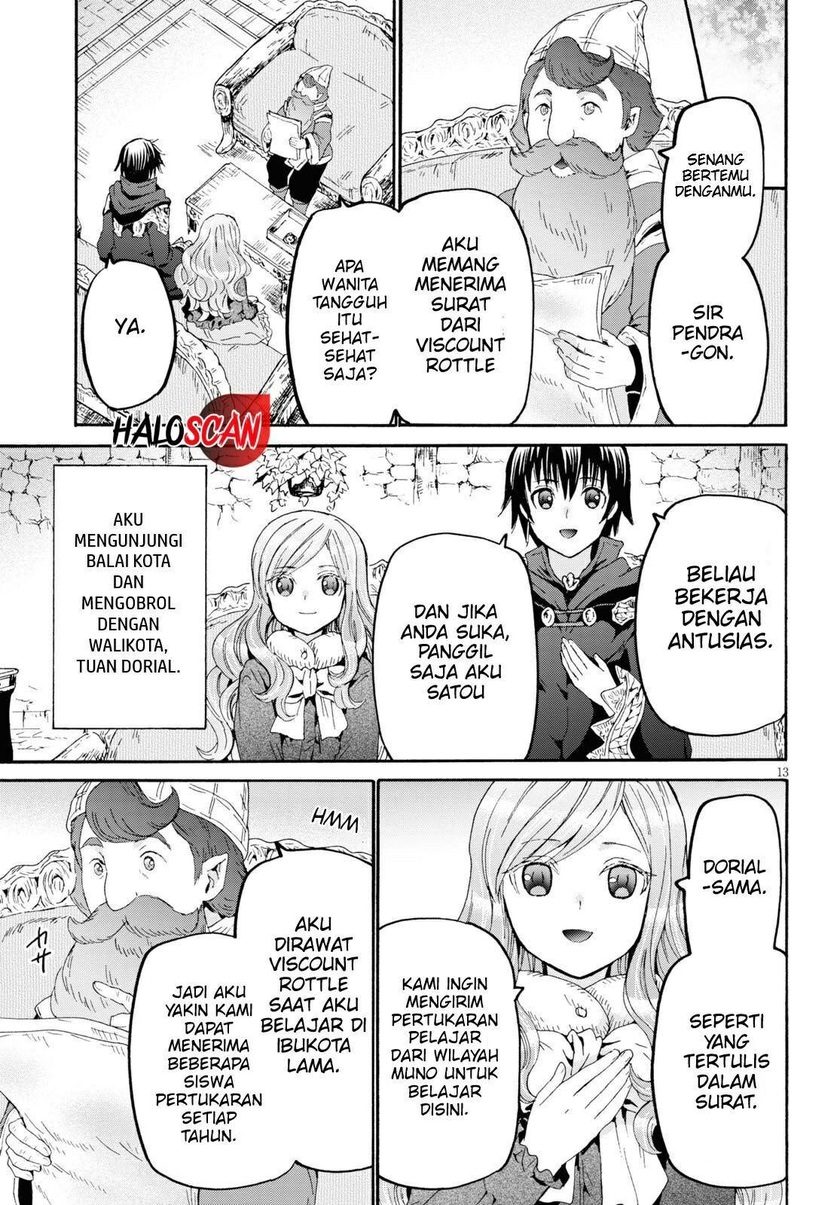 SENANG
BERTEMU
DENGANMU.
SIR
PENDRA
-GON.
AKU
MEMANG
MENERIMA
SURAT
DARI
VISCOUNT
ROTTLE
APA
WANITA
TANGGUH
ITU
SEHAT-
SEHAT
SAJA?
YA.
HALOSCAN
BELIAU
BEKERJA
DENGAN
ANTUSIAS.
DAN JIKA
ANDA SUKA,
PANGGIL
SAJA AKU
SATOU
AKU
MENGUNJUNGI
BALAI KOTA
DAN
MENGOBROL
DENGAN
WALIKOTA,
TUAN DORIAL.
13
DORIAL
-SAMA.
SEPERTI
YANG
TERTULIS
DALAM
SURAT.
KAMI INGIN
MENGIRIM
PERTUKARAN
PELAJAR
DARI WILAYAH
MUNO UNTUK
BELAJAR
DISINI.
HMM
AKU
DIRAWAT
VISCOUNT
ROTTLE
SAAT AKU
BELAJAR DI
IBUKOTA
LAMA.
JADI AKU
YAKIN KAMI
DAPAT
MENERIMA
BEBERAPA
SISWA
PERTUKARAN
SETIAP
TAHUN.
カサ